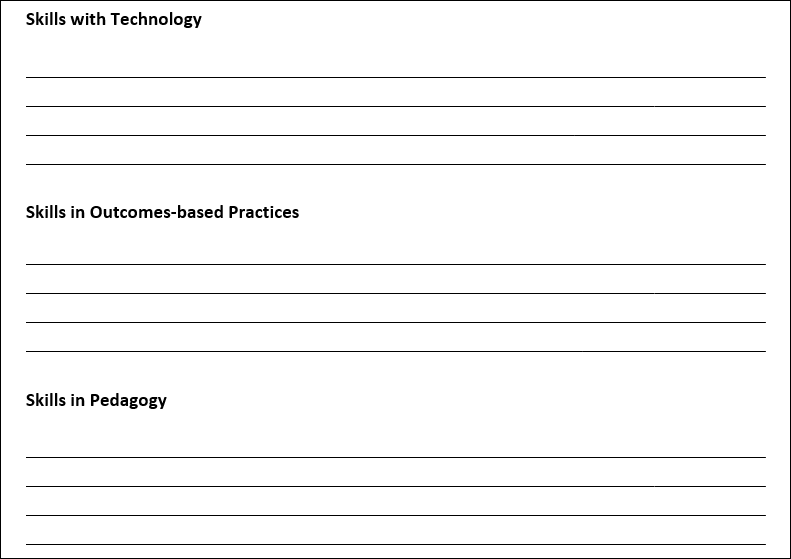 Skills with Technology
Skills in Outcomes-based Practices
Skills in Pedagogy